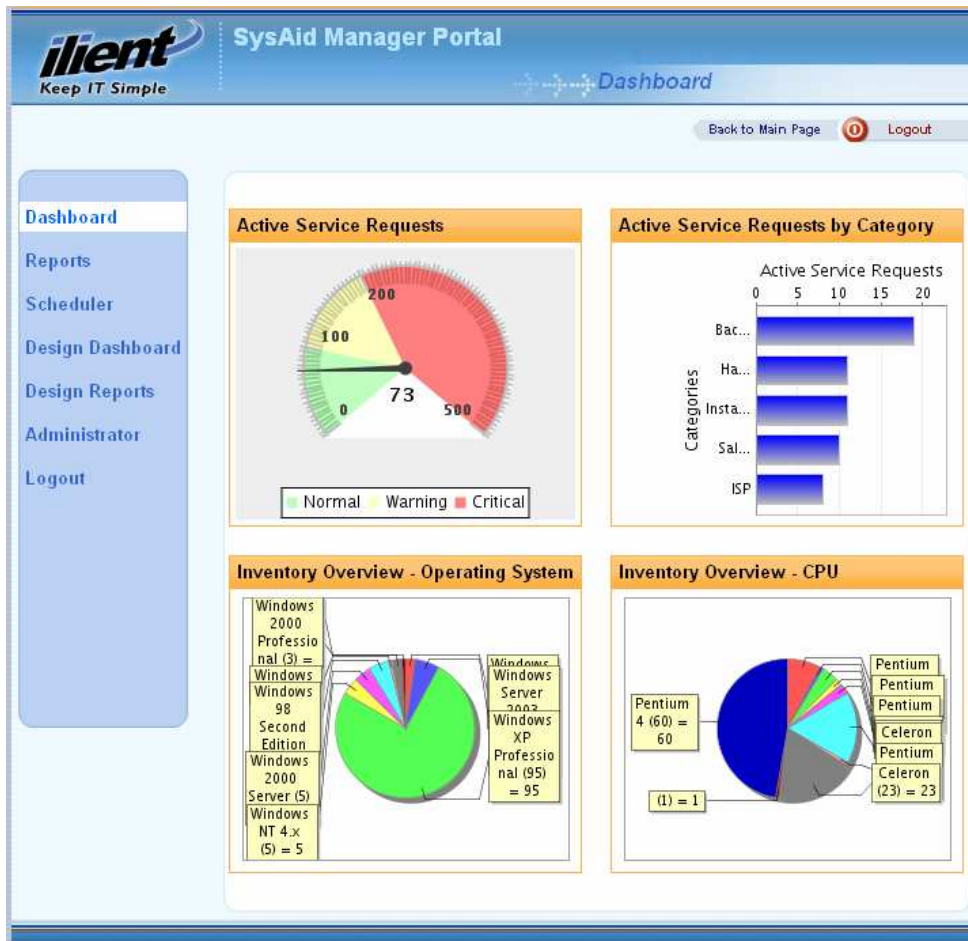 ilient
Keep IT Simple
SysAid Manager Portal
Dashboard
Back to Main Page
Logout
Dashboard
Reports
Scheduler
Design Dashboard
Design Reports
Administrator
Logout
Active Service Requests
200
100
0
73
500
Normal
Warning
Critical
Active Service Requests by Category
Active Service Requests
0 5 10 15 20
Categories
Bac...
Ha...
Insta...
Sal...
ISP
Inventory Overview - Operating System
Windows
2000
Professio
nal (3) =
Windows
Windows
98
Second
Edition
Windows
2000
Server (5)
Windows
NT 4.x
(5) = 5
Windows
Windows
Server
2003
Windows
XP
Professio
nal (95)
= 95
Inventory Overview - CPU
Pentium
4 (60) =
60
(1) = 1
Pentium
Pentium
Pentium
Celeron
Pentium
Celeron
(23) = 23